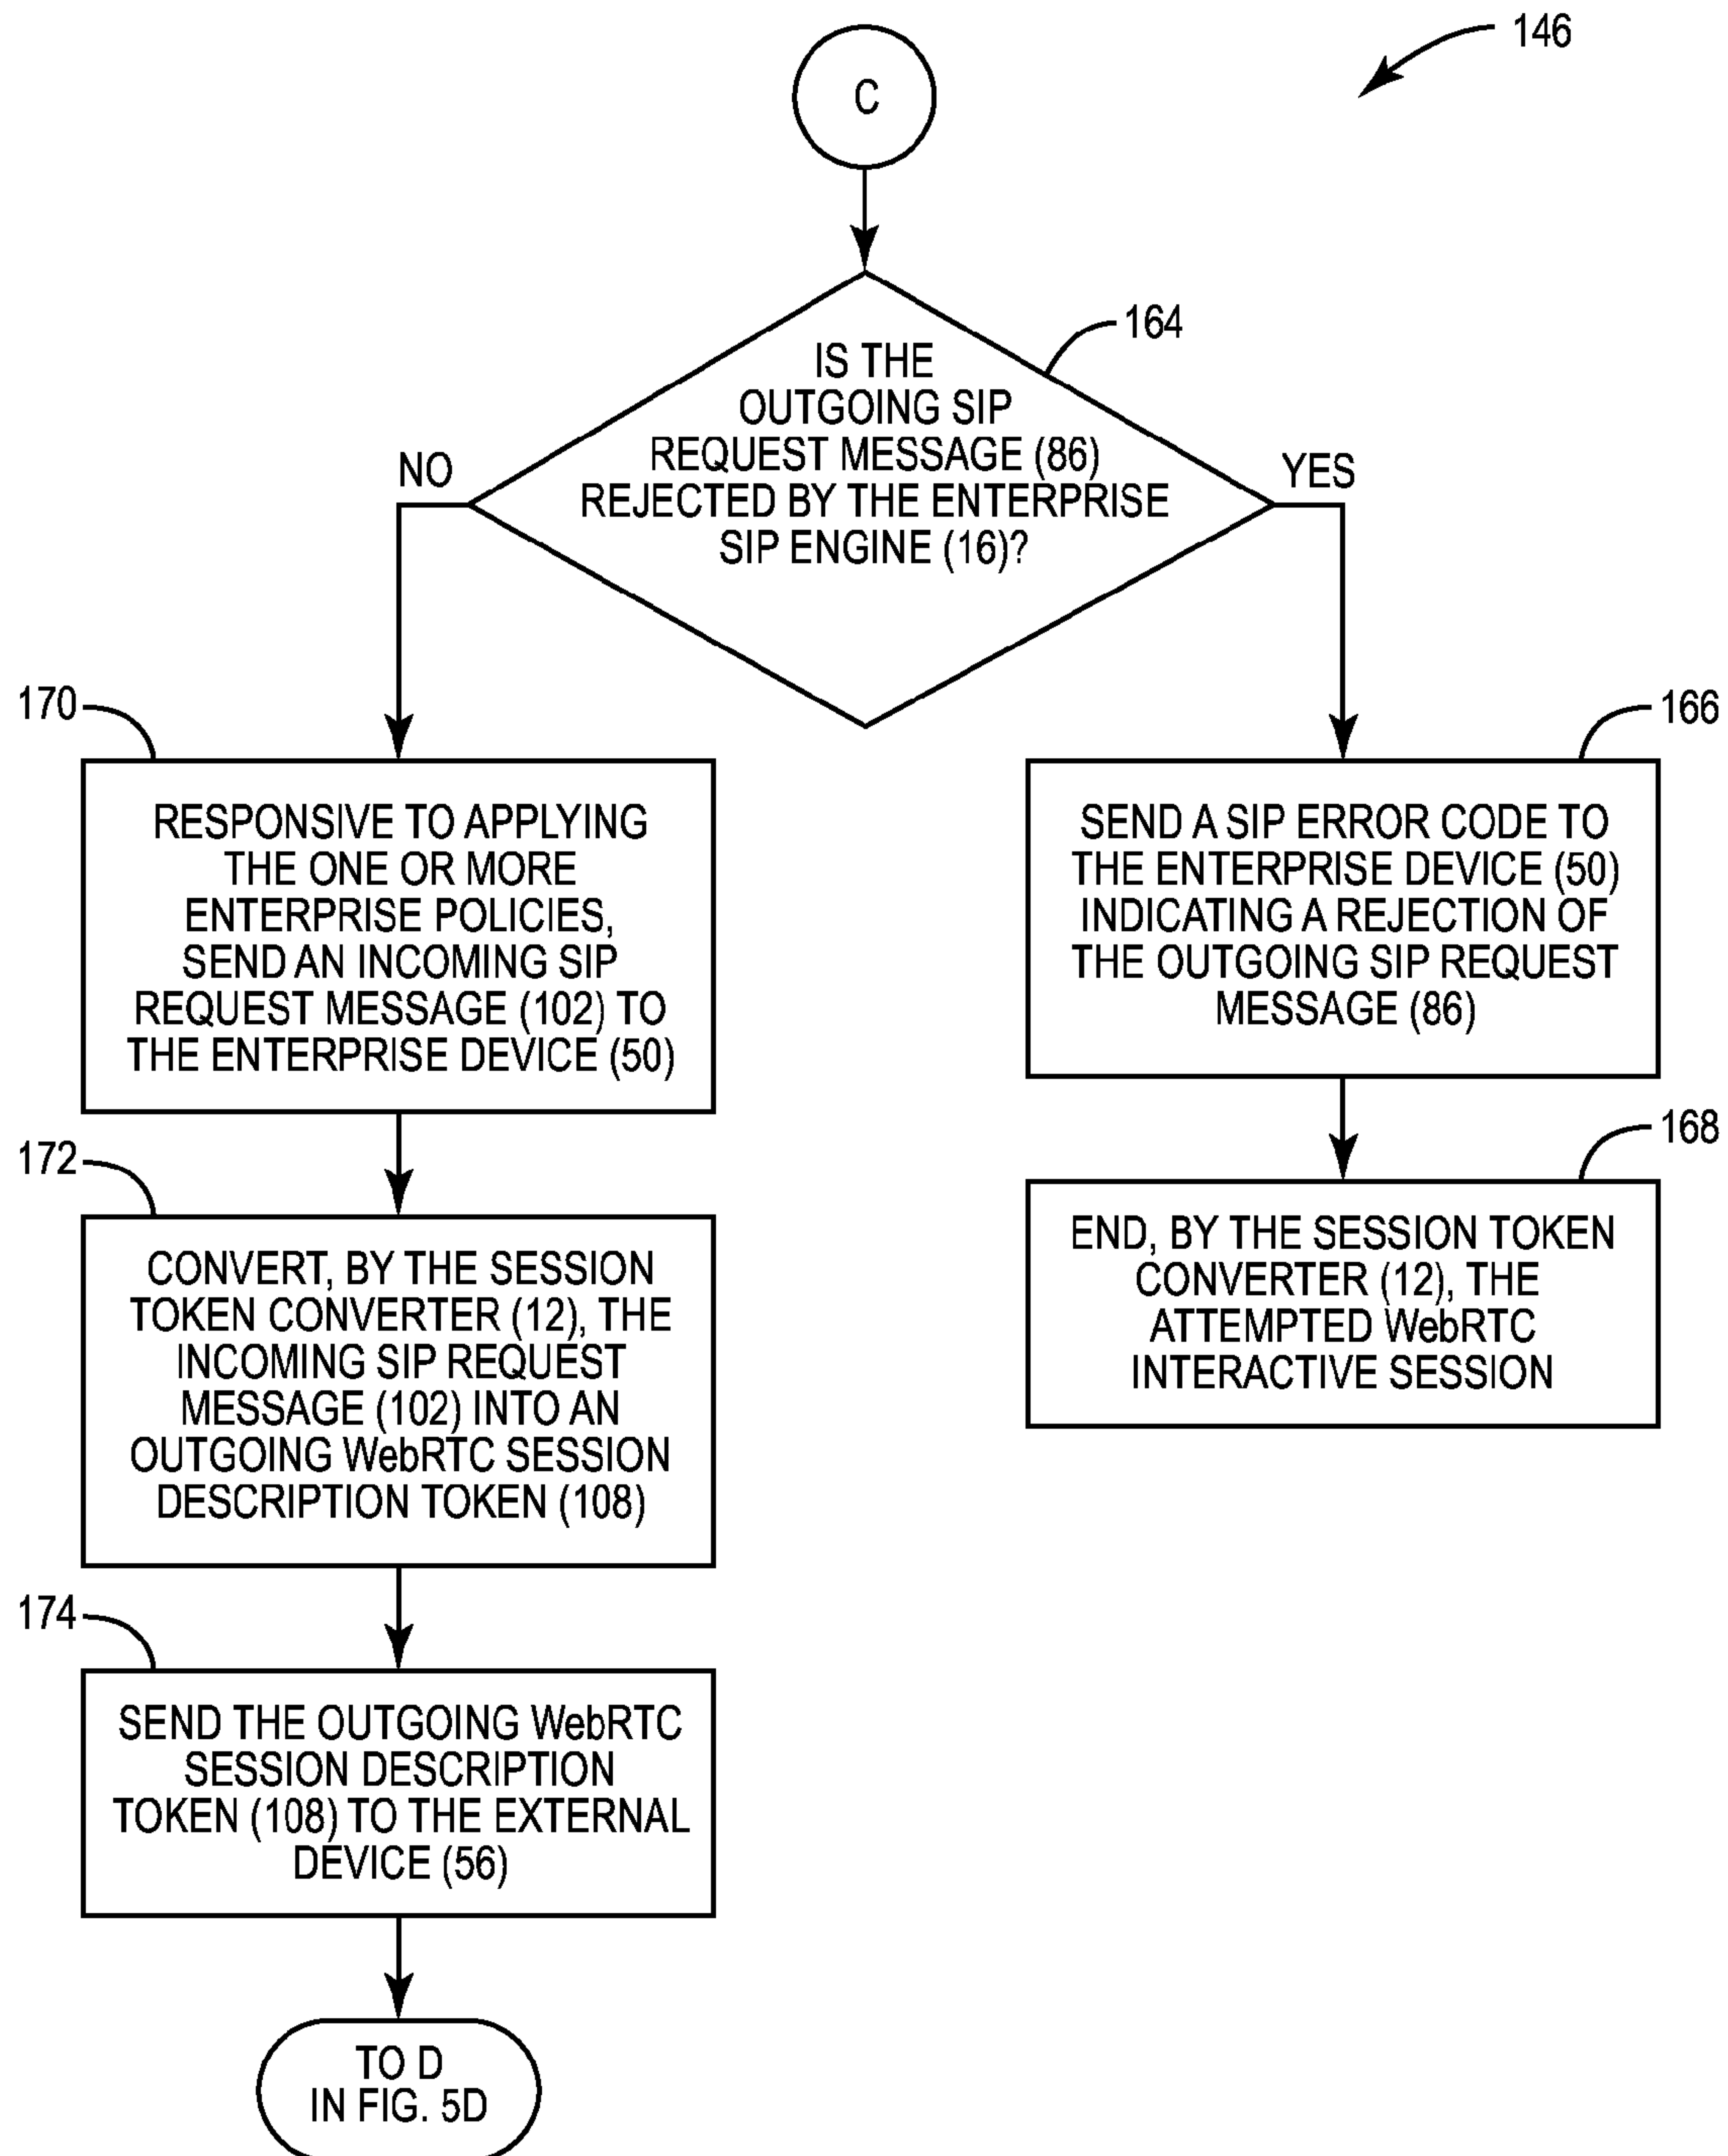 146
C
164
IS THE
OUTGOING SIP
REQUEST MESSAGE (86)
REJECTED BY THE ENTERPRISE
SIP ENGINE (16)?
NO
YES
170
RESPONSIVE TO APPLYING
THE ONE OR MORE
ENTERPRISE POLICIES,
SEND AN INCOMING SIP
REQUEST MESSAGE (102) TO
THE ENTERPRISE DEVICE (50)
166
SEND A SIP ERROR CODE TO
THE ENTERPRISE DEVICE (50)
INDICATING A REJECTION OF
THE OUTGOING SIP REQUEST
MESSAGE (86)
172
CONVERT, BY THE SESSION
TOKEN CONVERTER (12), THE
INCOMING SIP REQUEST
MESSAGE (102) INTO AN
OUTGOING WebRTC SESSION
DESCRIPTION TOKEN (108)
168
END, BY THE SESSION TOKEN
CONVERTER (12), THE
ATTEMPTED WebRTC
INTERACTIVE SESSION
174
SEND THE OUTGOING WebRTC
SESSION DESCRIPTION
TOKEN (108) TO THE EXTERNAL
DEVICE (56)
TO D
IN FIG. 5D